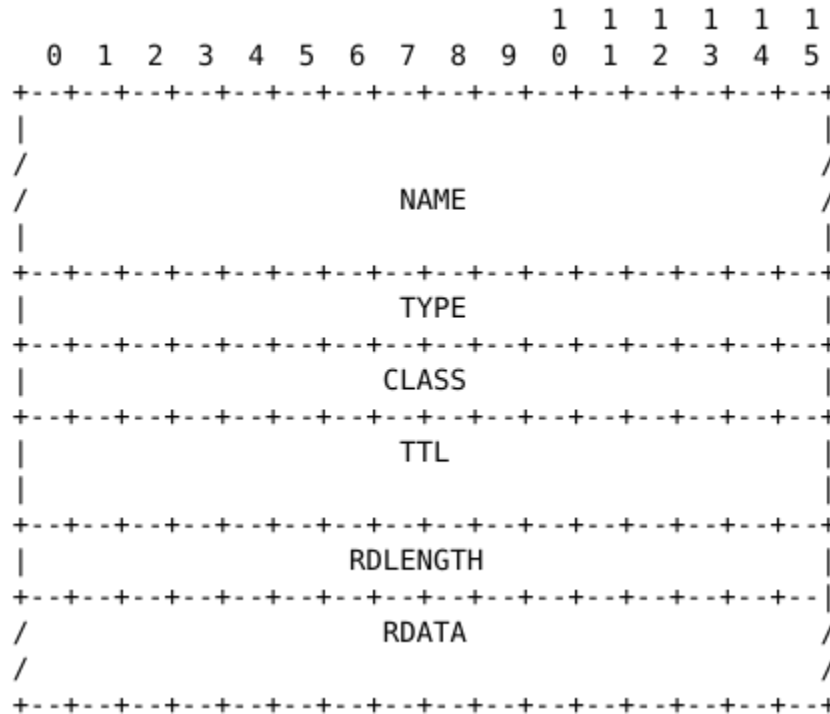 1  1  1  1  1  1
  0  1  2  3  4  5  6  7  8  9  0  1  2  3  4  5
+--+--+--+--+--+--+--+--+--+--+--+--+--+--+--+--+
|                                               |
/                                               /
/                      NAME                     /
|                                               |
+--+--+--+--+--+--+--+--+--+--+--+--+--+--+--+--+
|                      TYPE                     |
+--+--+--+--+--+--+--+--+--+--+--+--+--+--+--+--+
|                     CLASS                     |
+--+--+--+--+--+--+--+--+--+--+--+--+--+--+--+--+
|                      TTL                      |
|                                               |
+--+--+--+--+--+--+--+--+--+--+--+--+--+--+--+--+
|                   RDLENGTH                    |
+--+--+--+--+--+--+--+--+--+--+--+--+--+--+--+--|
/                     RDATA                     /
/                                               /
+--+--+--+--+--+--+--+--+--+--+--+--+--+--+--+--+